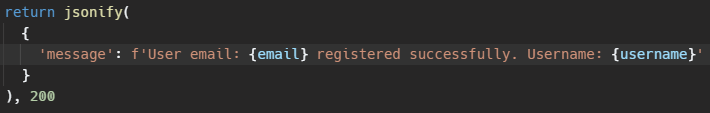 return jsonify(
{
'message': f'User email: {email} registered successfully. Username: {username}'
}
), 200